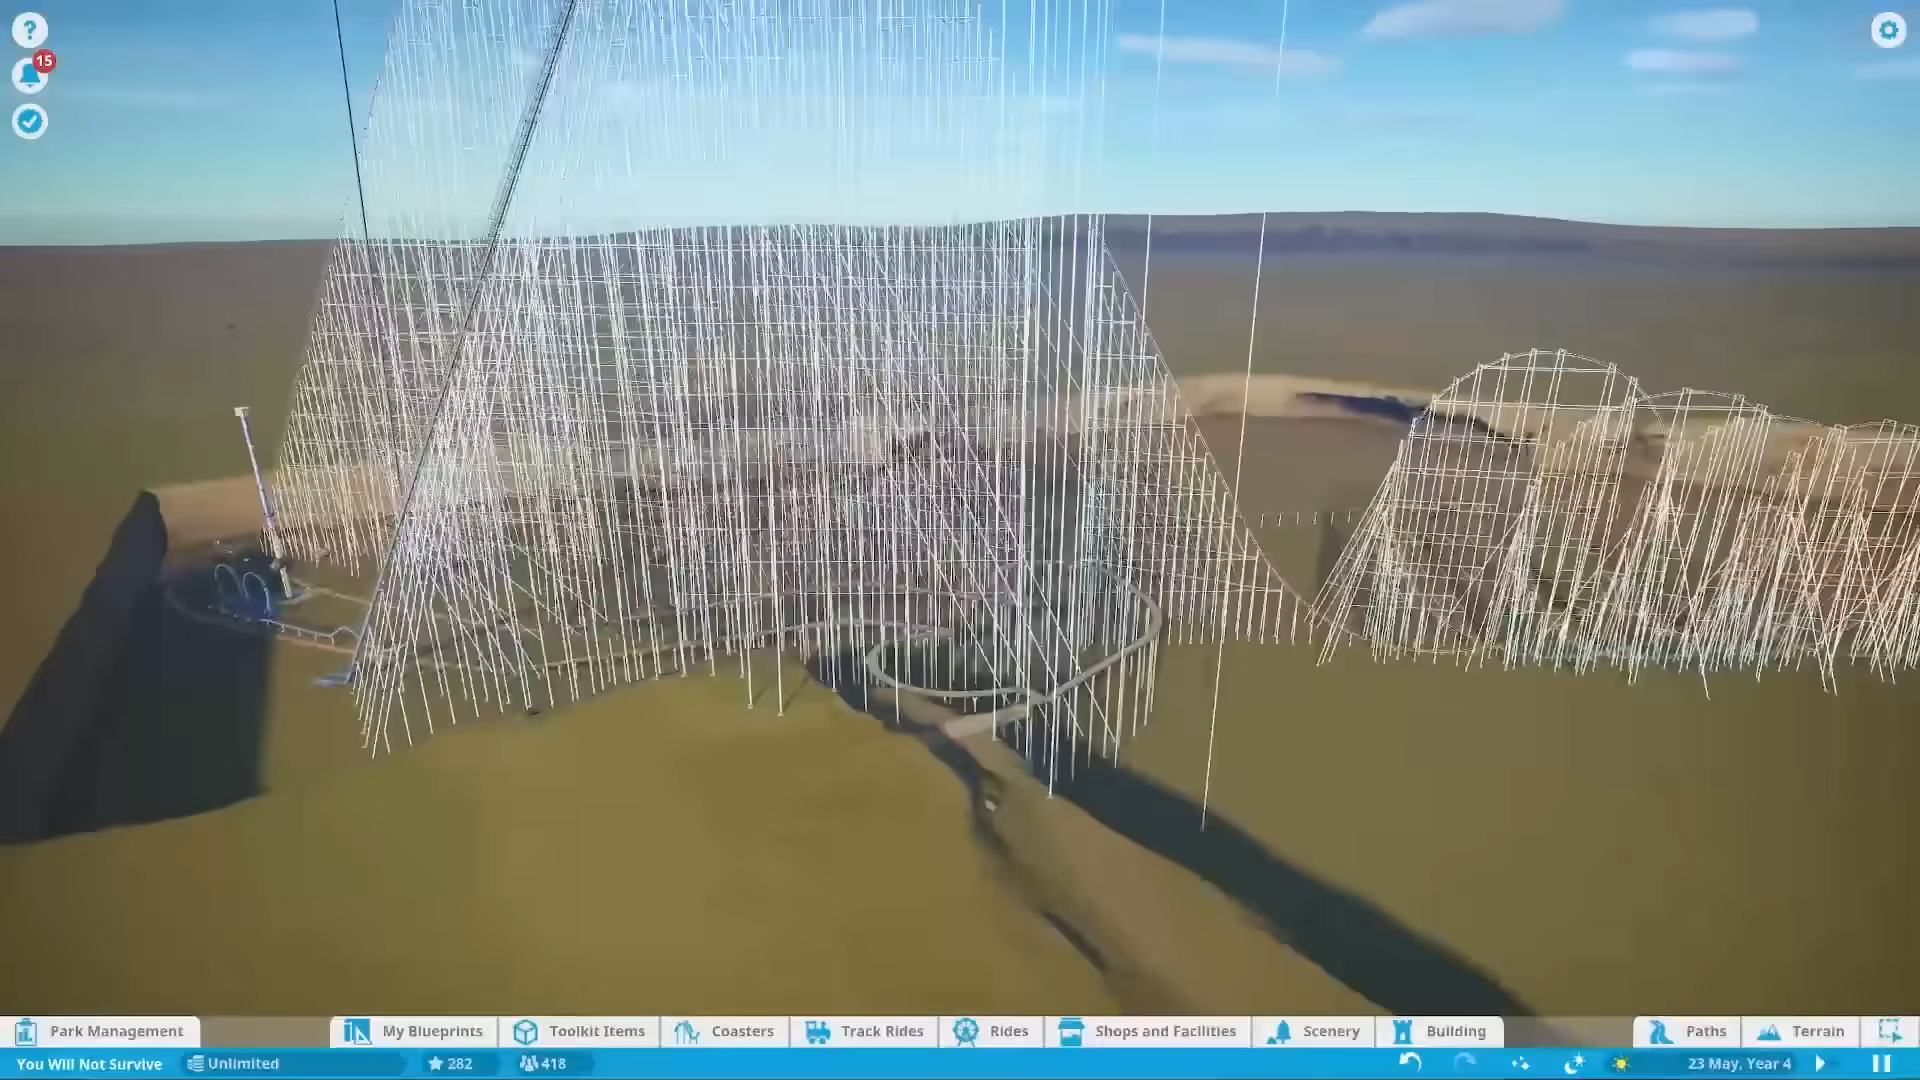 ?
15
Park Management
My Blueprints
Toolkit Items
Coasters
Track Rides
Rides
Shops and Facilities
Scenery
Building
Paths
Terrain
You Will Not Survive
Unlimited
282
418
23 May, Year 4